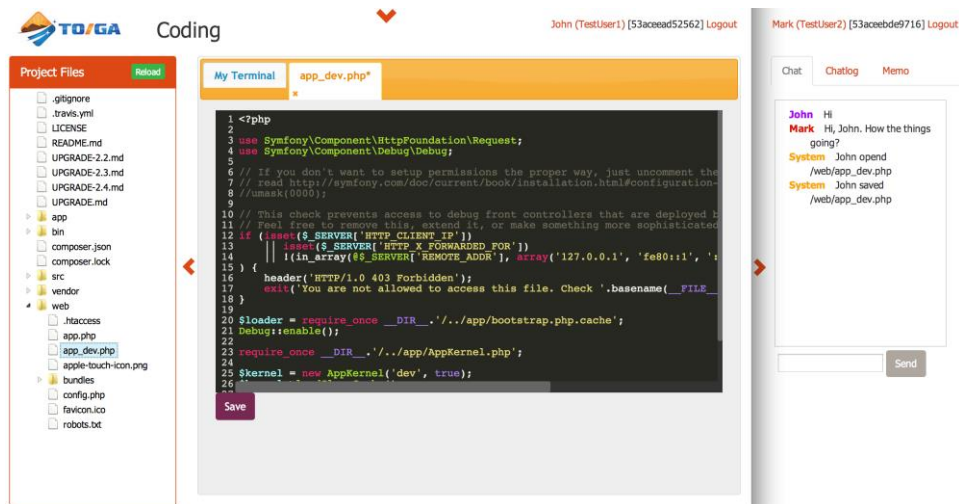 TO/GA
Coding
John (TestUser1) [53aceead52562] Logout
Mark (TestUser2) [53aceebde9716] Logout
Project Files
Reload
.gitignore
.travis.yml
LICENSE
README.md
UPGRADE-2.2.md
UPGRADE-2.3.md
UPGRADE-2.4.md
UPGRADE.md
app
bin
composer.json
composer.lock
src
vendor
web
.htaccess
app.php
app_dev.php
apple-touch-icon.png
bundles
config.php
favicon.ico
robots.txt
My Terminal
app_dev.php*
1 <?php
2
3 use Symfony\Component\HttpFoundation\Request;
4 use Symfony\Component\Debug\Debug;
5
6 // If you don't want to setup permissions the proper way, just uncomment the
7 // read http://symfony.com/doc/current/book/installation.html#configuration-
8 //umask(0000);
9
10 // This check prevents access to debug front controllers that are deployed b
11 // Feel free to remove this, extend it, or make something more sophisticated
12 if (isset($_SERVER['HTTP_CLIENT_IP'])
13 || isset($_SERVER['HTTP_X_FORWARDED_FOR'])
14 || !(in_array(@$_SERVER['REMOTE_ADDR'], array('127.0.0.1', 'fe80::1', ':
15 ) {
16 header('HTTP/1.0 403 Forbidden');
17 exit('You are not allowed to access this file. Check '.basename(__FILE__
18 }
19
20 $loader = require_once __DIR__.'/../app/bootstrap.php.cache';
21 Debug::enable();
22
23 require_once __DIR__.'/../app/AppKernel.php';
24
25 $kernel = new AppKernel('dev', true);
26
Save
Chat
Chatlog
Memo
John Hi
Mark Hi, John. How the things
going?
System John opend
/web/app_dev.php
System John saved
/web/app_dev.php
Send